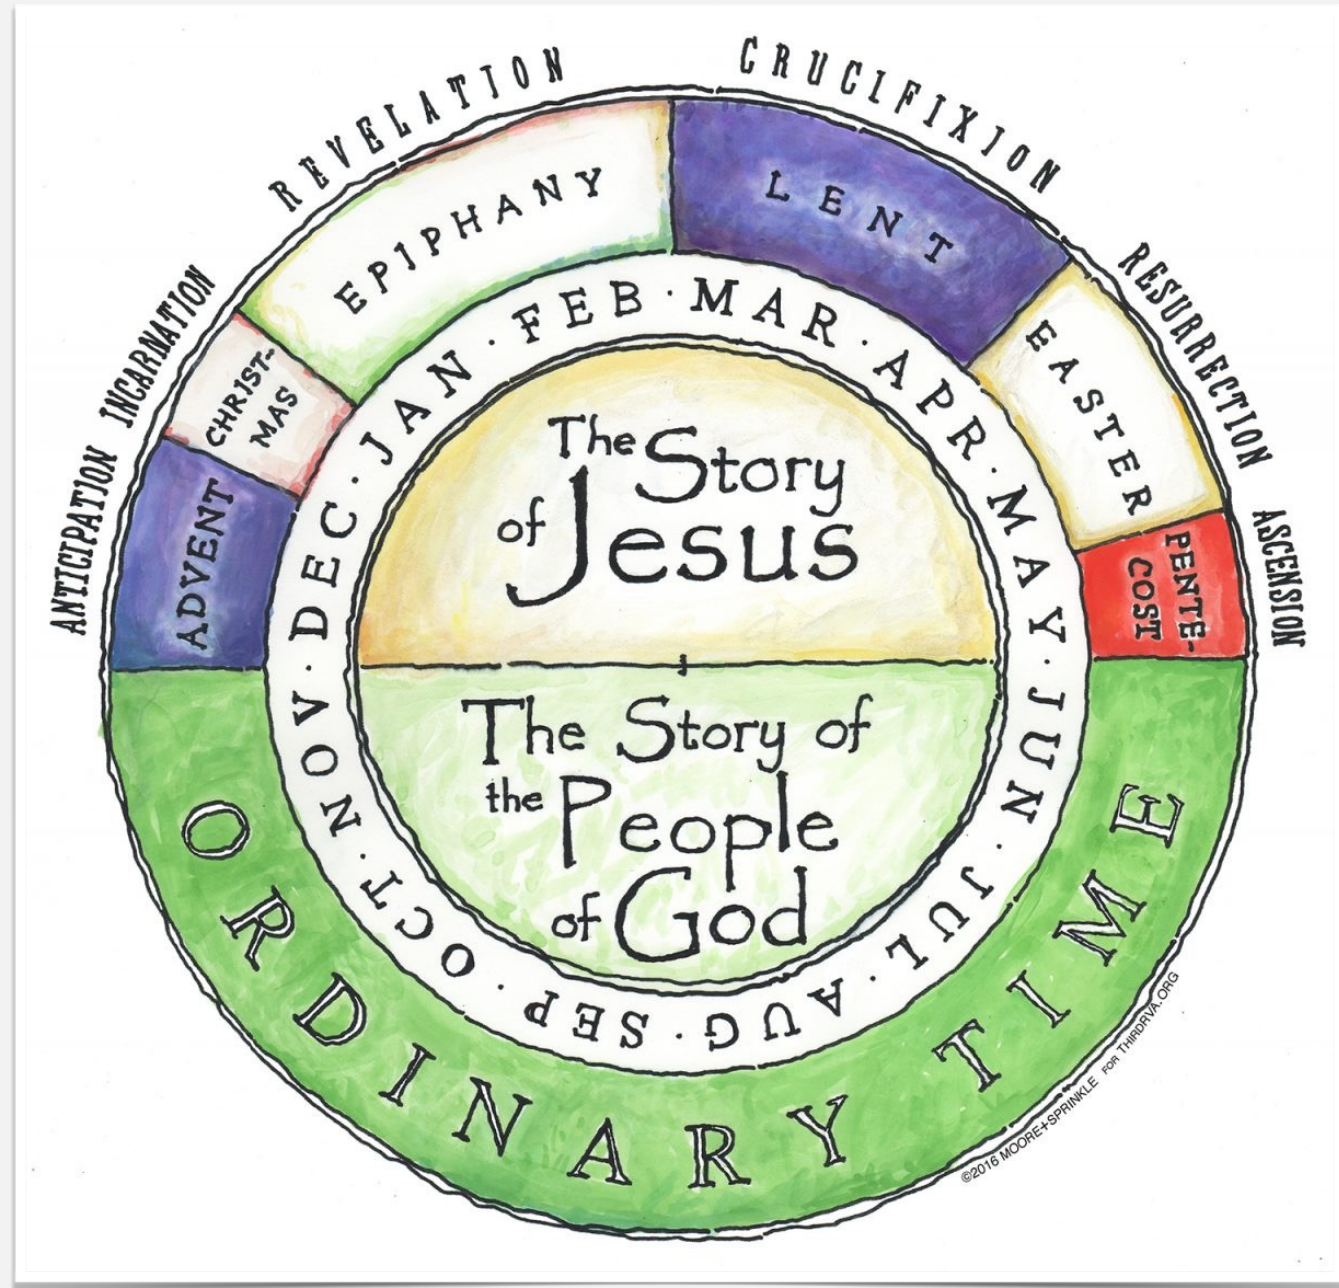 ANTICIPATION
INCARNATION
REVELATION
CRUCIFIXION
RESURRECTION
ASCENSION
ADVENT
CHRIST-
MAS
EPIPHANY
LENT
EASTER
PENTE-
COST
ORDINARY TIME
JAN · FEB · MAR · APR · MAY · JUN · JUL · AUG · SEP · OCT · NOV · DEC ·
The Story
of Jesus
The Story of
the People
of God
©2016 MOORE+SPRINKLE FOR THIRDRVA.ORG